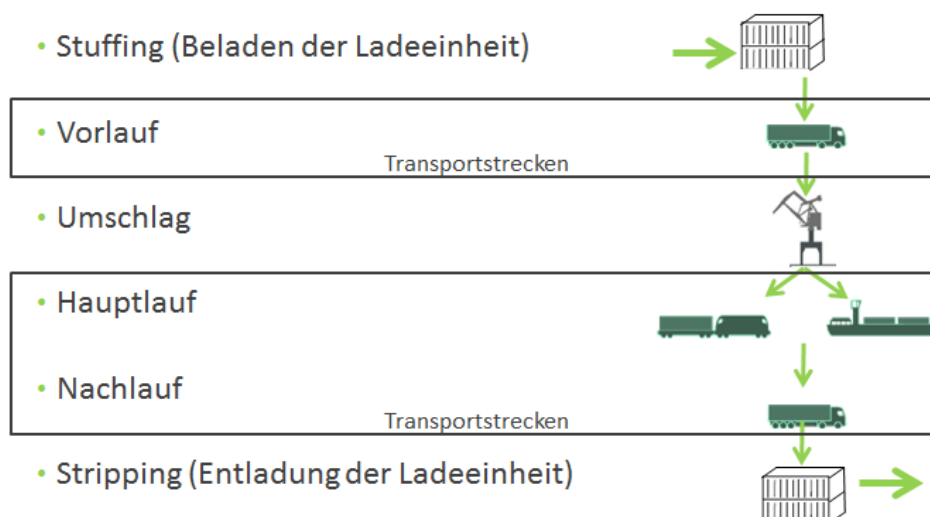 • Stuffing (Beladen der Ladeeinheit)
• Vorlauf
Transportstrecken
• Umschlag
• Hauptlauf
• Nachlauf
Transportstrecken
• Stripping (Entladung der Ladeeinheit)